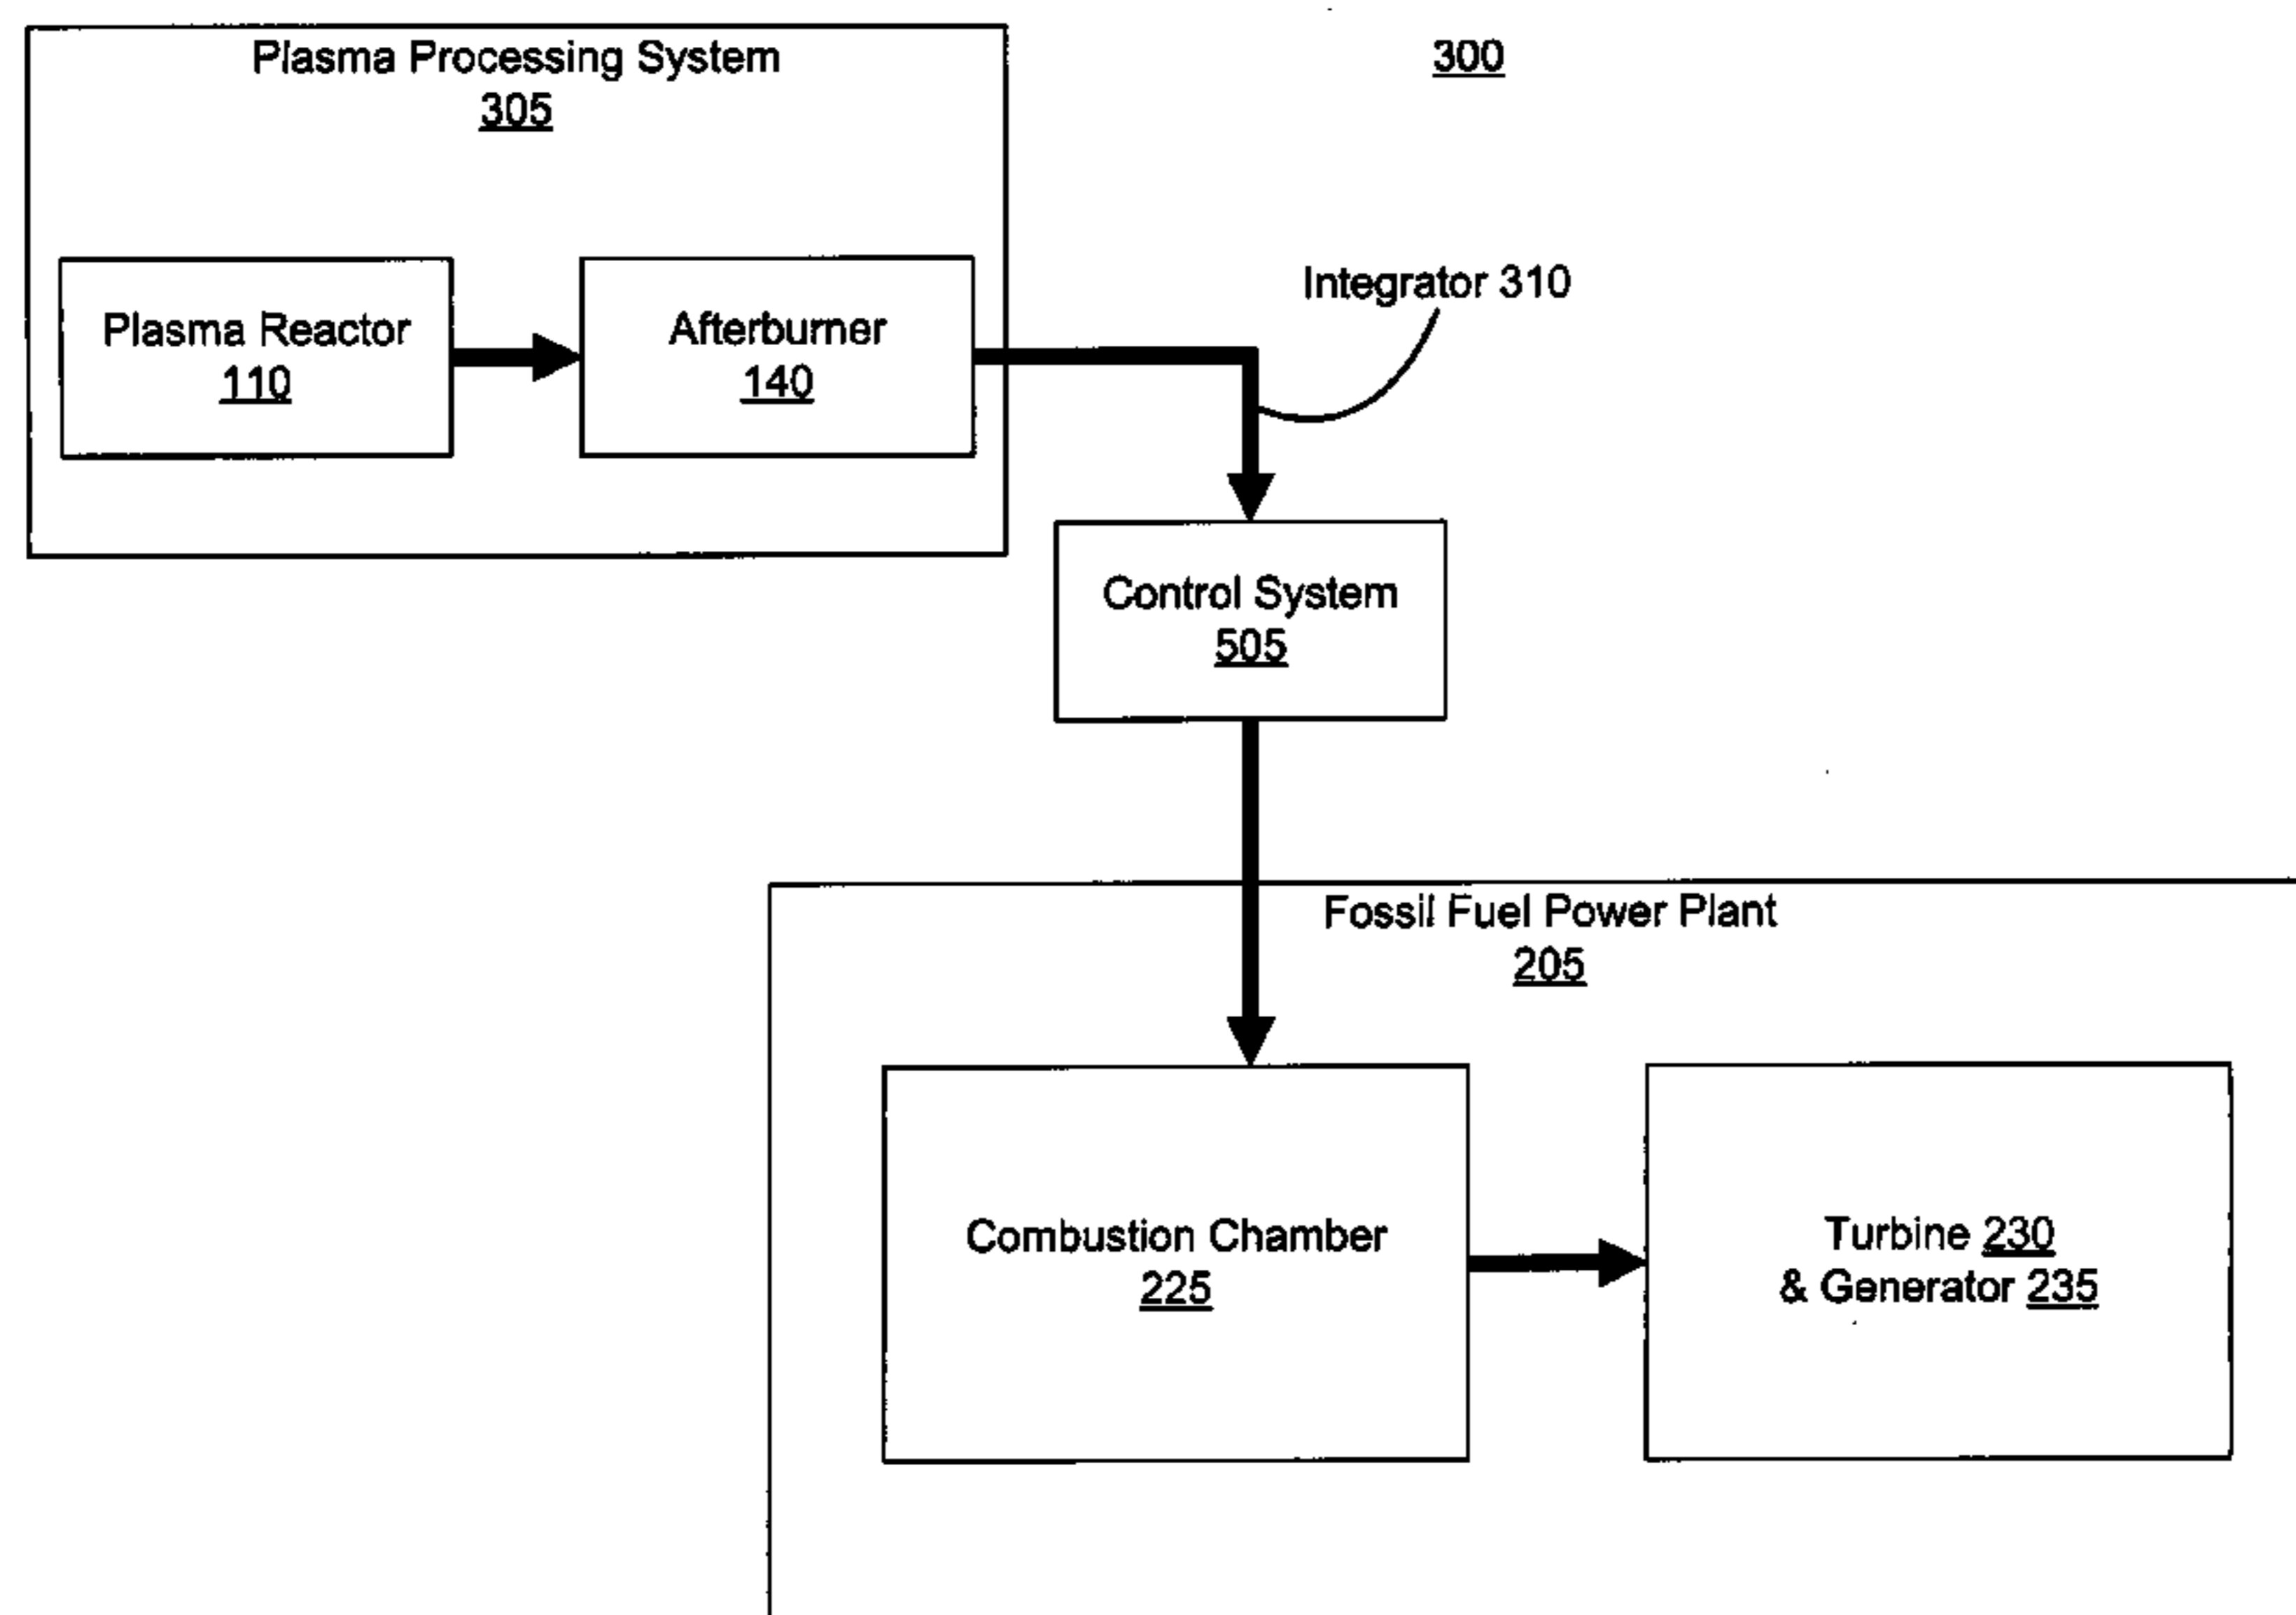 Plasma Processing System
305
300
Plasma Reactor
110
Afterburner
140
Integrator 310
Control System
505
Fossil Fuel Power Plant
205
Combustion Chamber
225
Turbine 230
& Generator 235